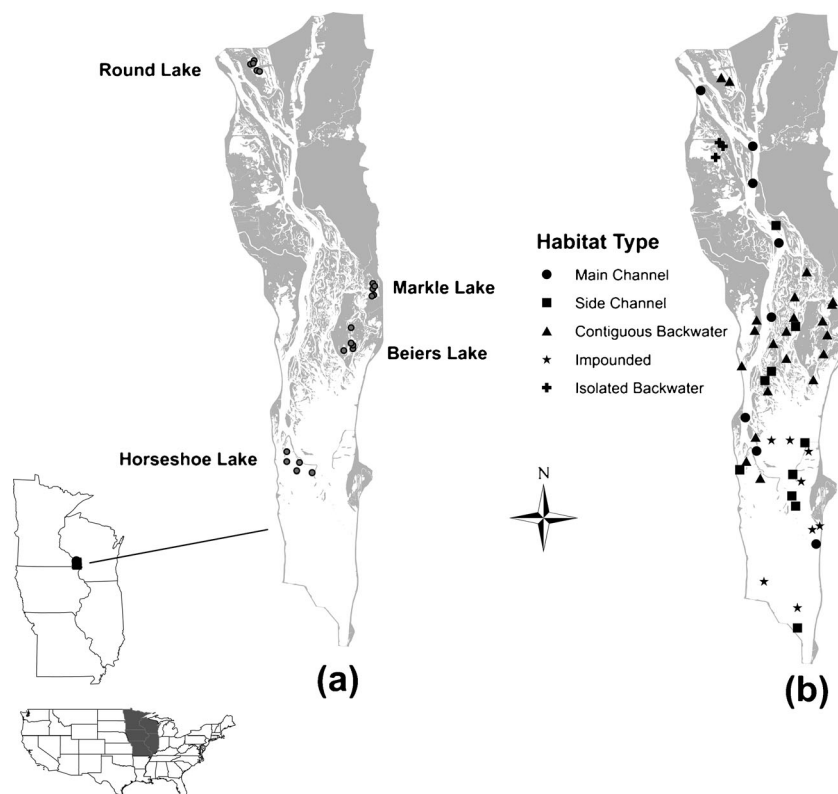 Round Lake
Markle Lake
Beiers Lake
Horseshoe Lake
(a)
Habitat Type
Main Channel
Side Channel
Contiguous Backwater
Impounded
Isolated Backwater
N
(b)